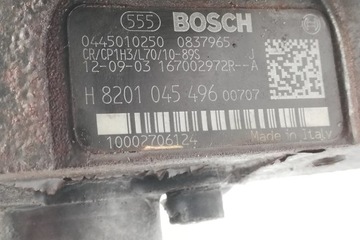 555 BOSCH
0445010250 0837965
CR/CP1H3/L70/10-89S J
12-09-03 167002972R--A
H 8201 045 496 00707
10002706124 Made in Italy